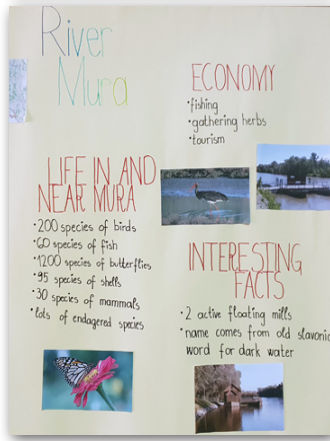 River
Mura
ECONOMY
•fishing
•gathering herbs
•tourism
LIFE IN AND
NEAR MURA
•200 species of birds
•60 species of fish
•1200 species of butterflies
•95 species of shells
•30 species of mammals
•lots of endagered species
INTERESTING
FACTS
•2 active floating mills
•name comes from old slavonic
word for dark water